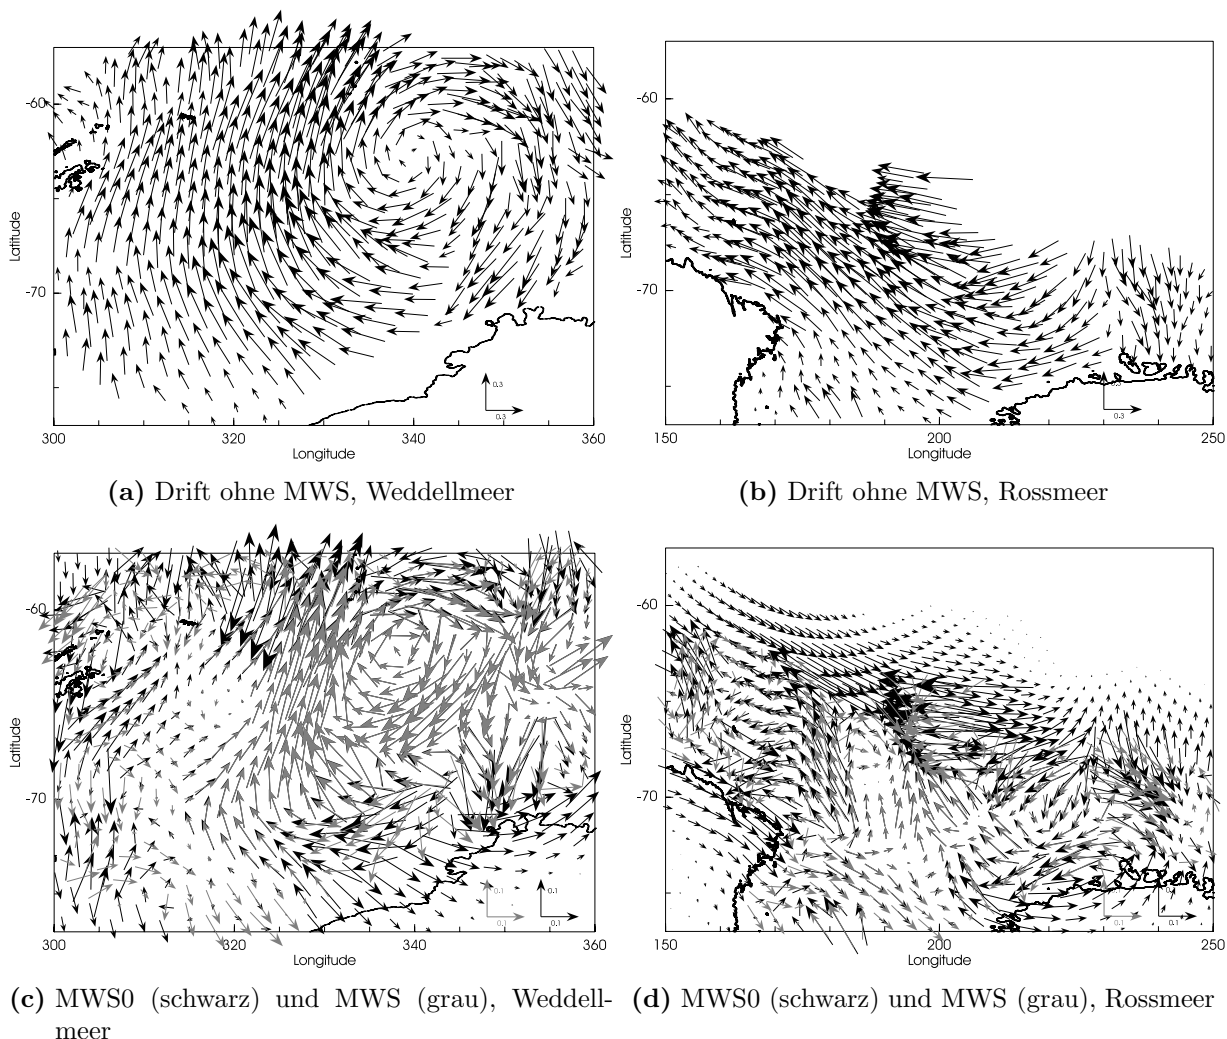 -60
-70
Latitude
300
320
340
360
Longitude
0.3
0.3
(a) Drift ohne MWS, Weddellmeer
-60
-70
Latitude
150
200
250
Longitude
0.3
(b) Drift ohne MWS, Rossmeer
-60
-70
Latitude
300
320
340
360
Longitude
0.1
0.1
0.1
0.1
(c) MWS0 (schwarz) und MWS (grau), Weddell-
meer
-60
-70
Latitude
150
200
250
Longitude
0.1
0.1
(d) MWS0 (schwarz) und MWS (grau), Rossmeer